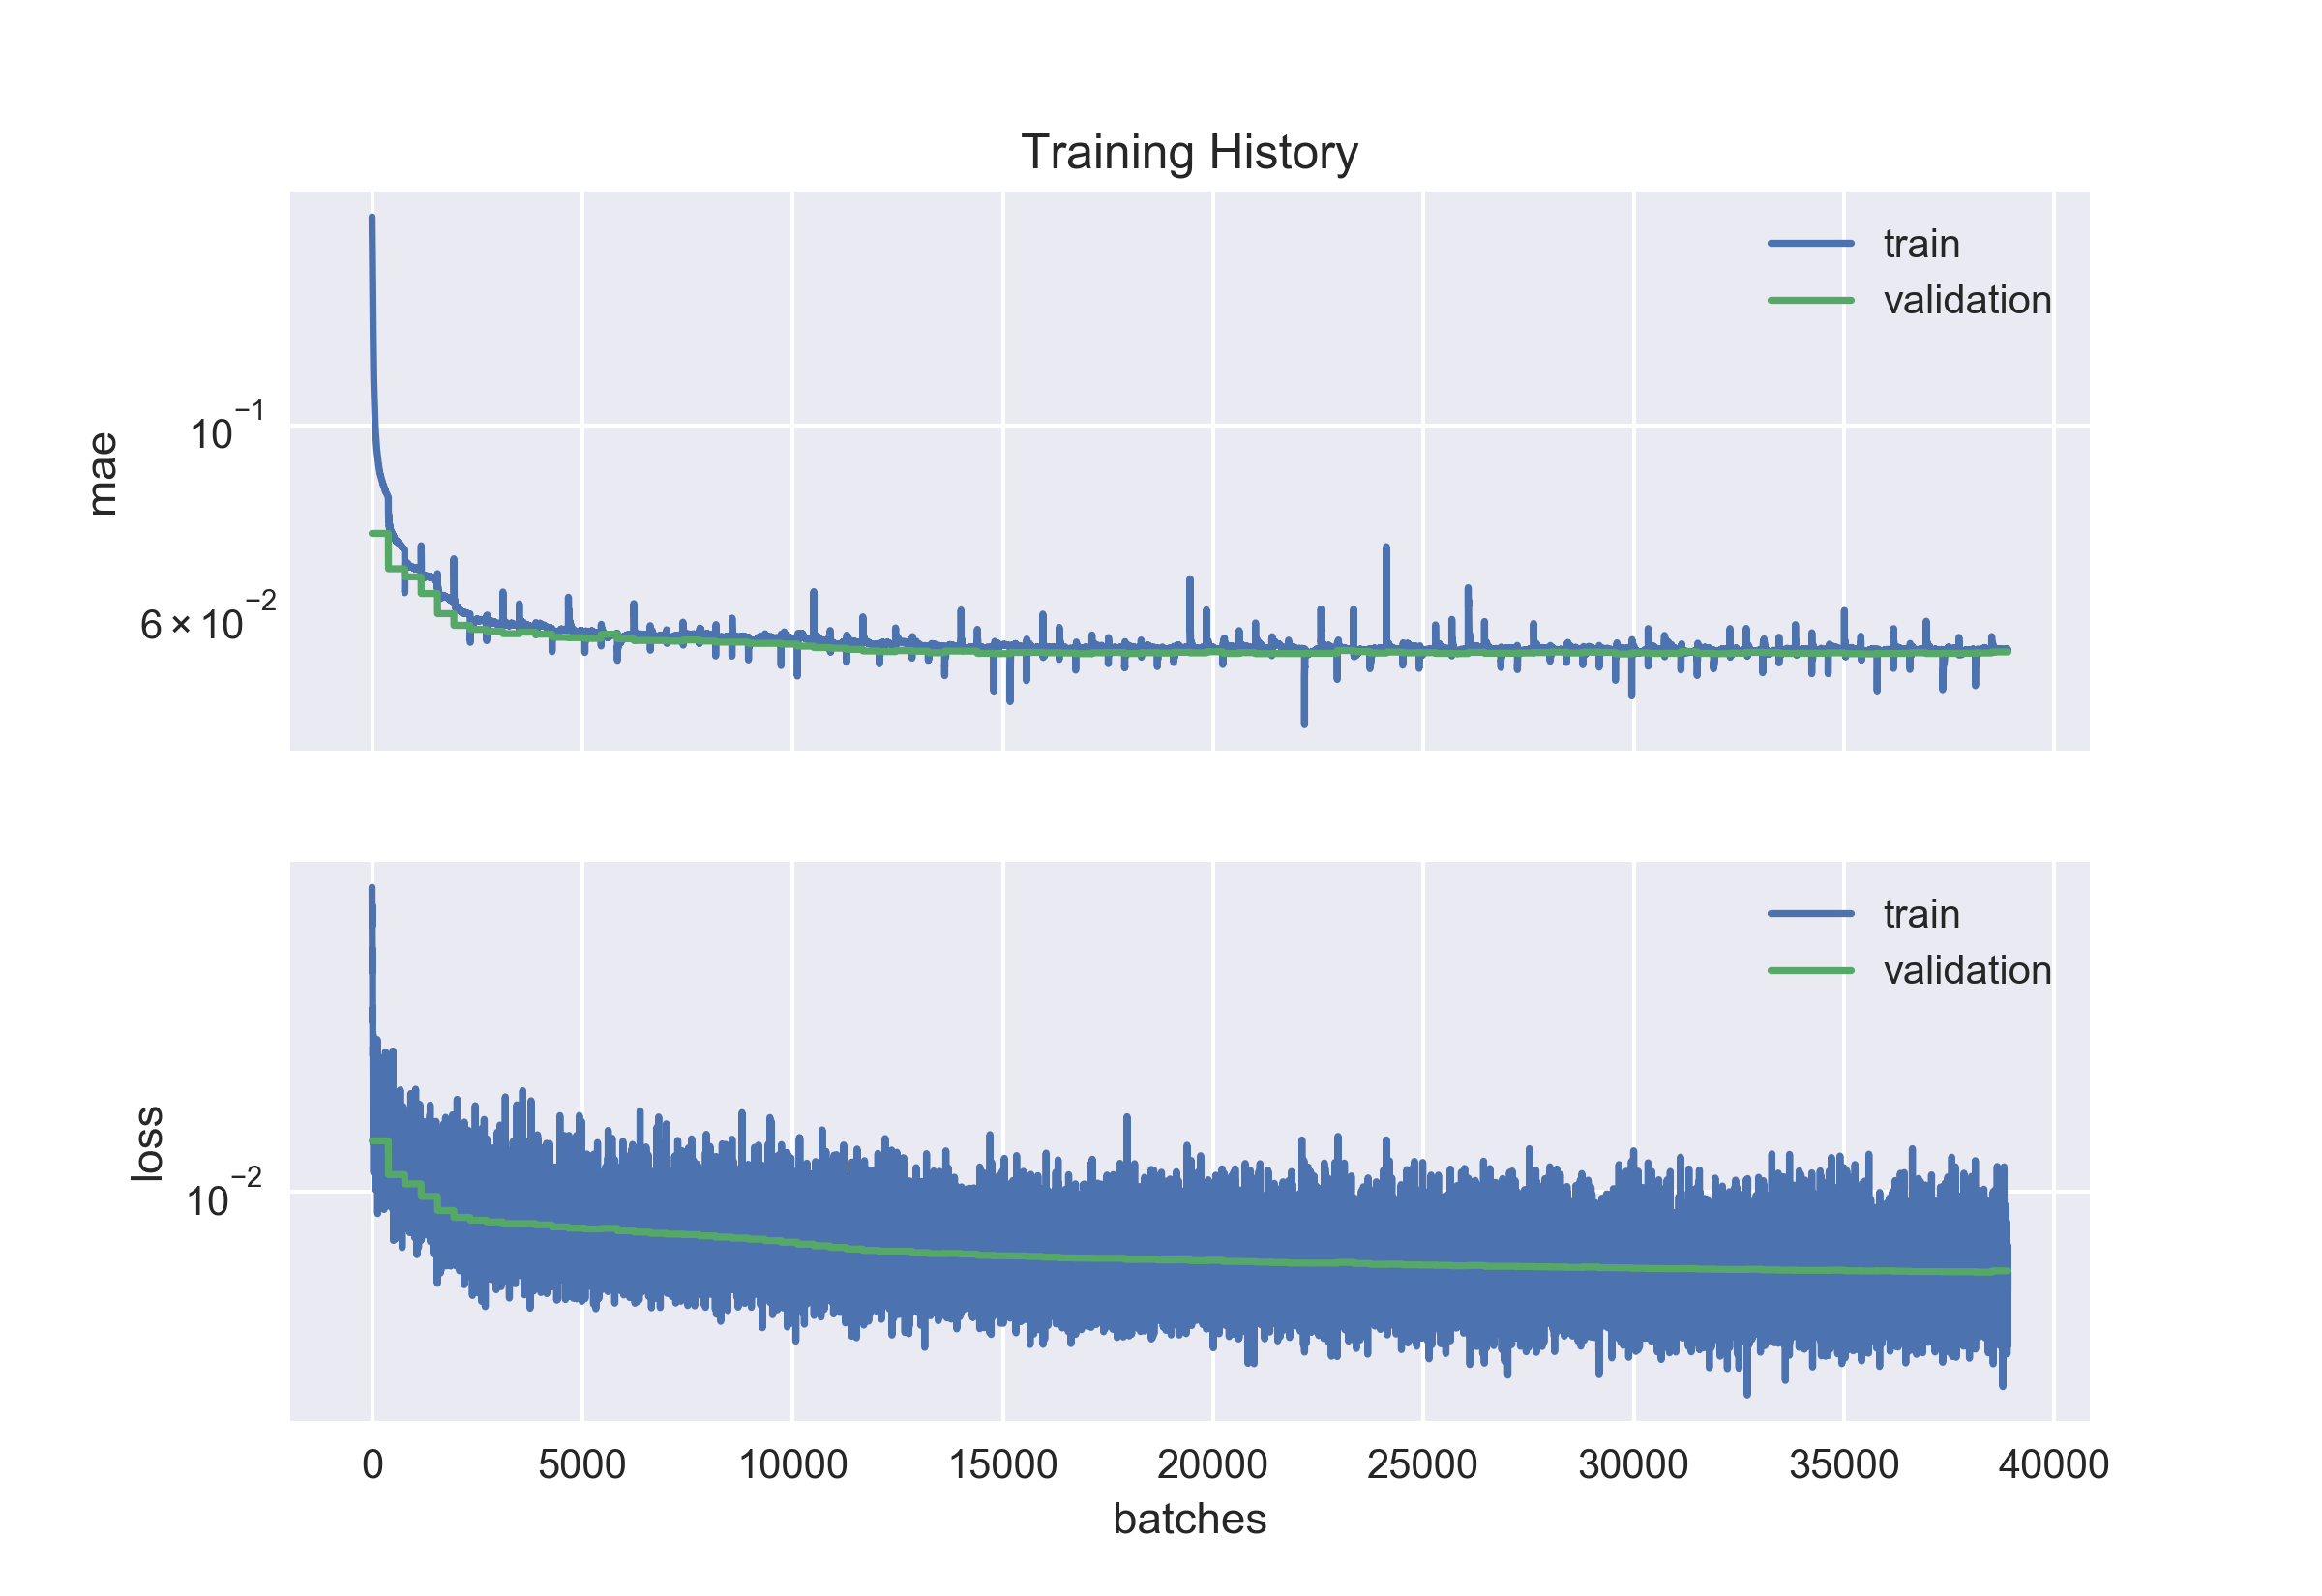 Training History
train
validation
10⁻¹
6 × 10⁻²
mae
train
validation
10⁻²
loss
0 5000 10000 15000 20000 25000 30000 35000 40000
batches